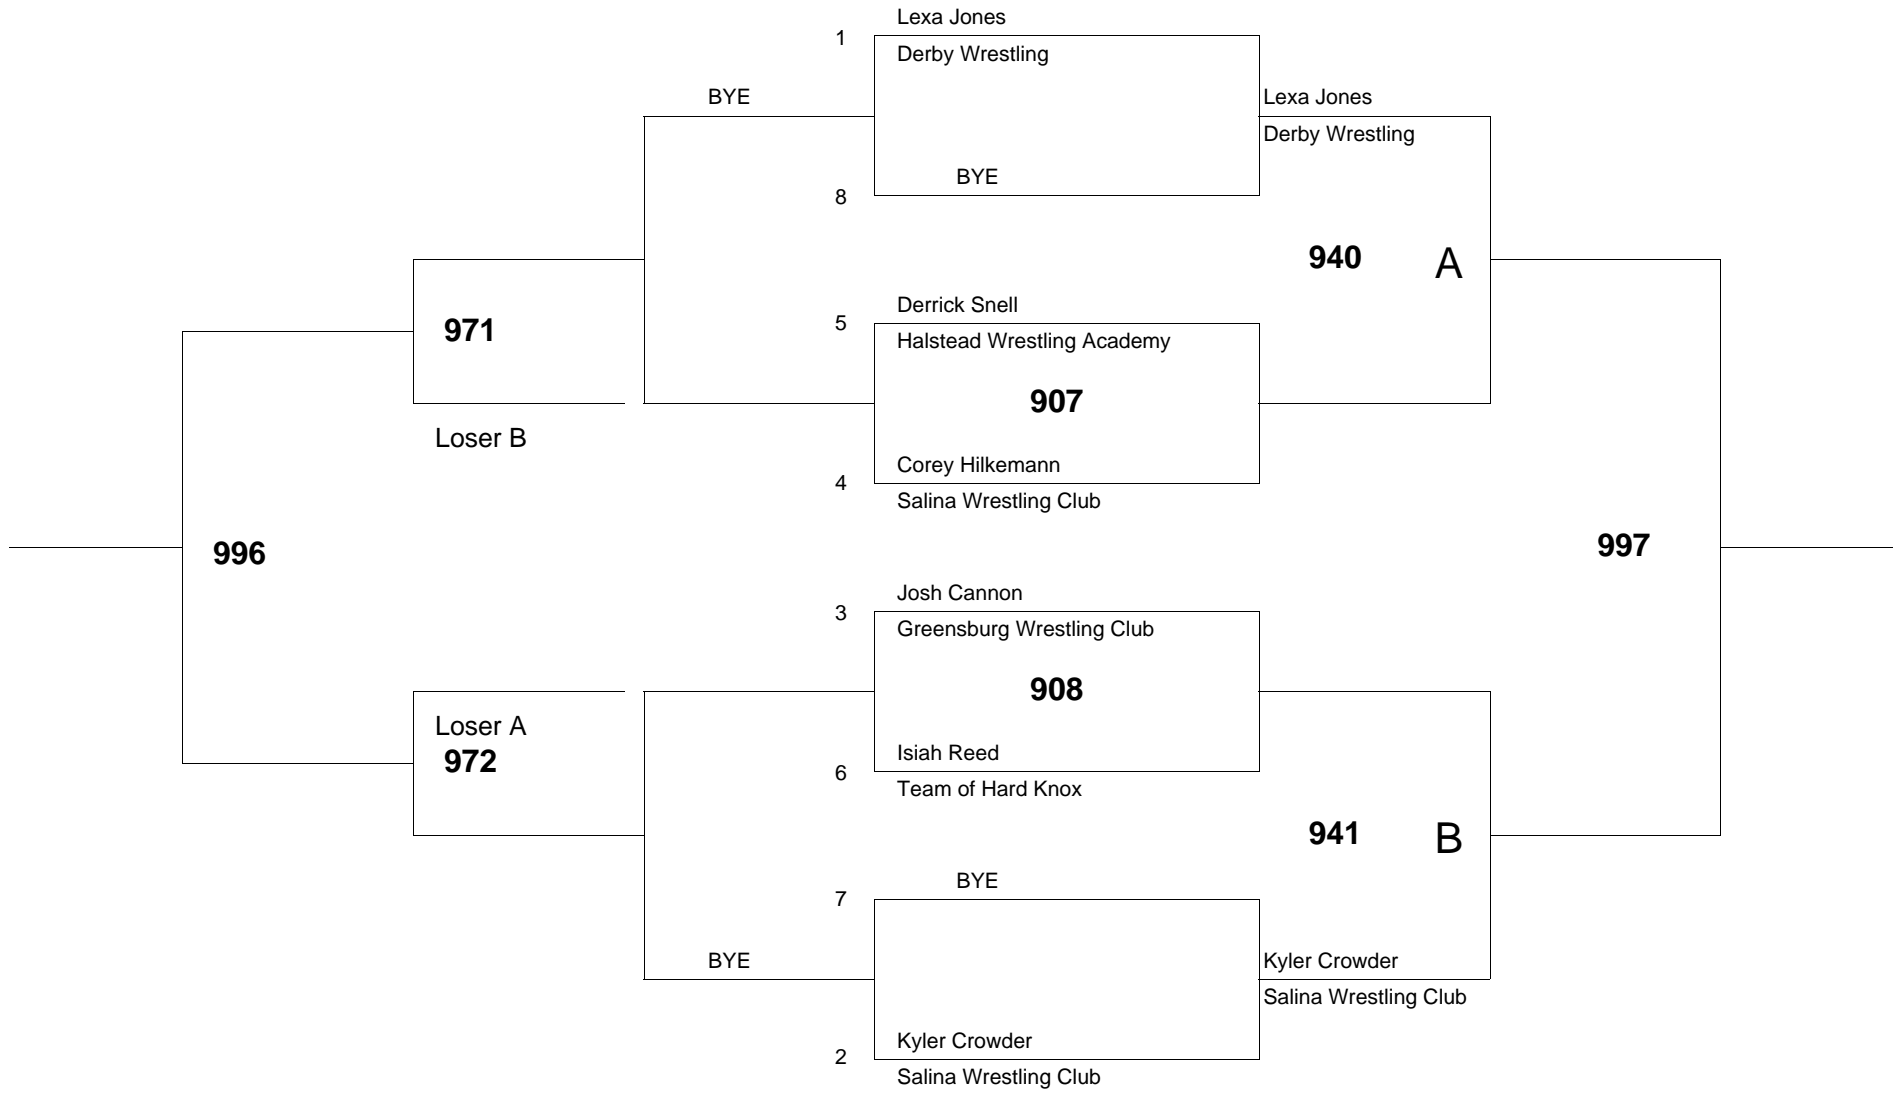 Lexa Jones
1
Derby Wrestling
BYE
Lexa Jones
Derby Wrestling
BYE
8
940
A
Derrick Snell
5
Halstead Wrestling Academy
971
907
Loser B
Corey Hilkemann
4
Salina Wrestling Club
996
997
Josh Cannon
3
Greensburg Wrestling Club
908
Loser A
972
Isiah Reed
6
Team of Hard Knox
941
B
BYE
7
BYE
Kyler Crowder
Salina Wrestling Club
Kyler Crowder
2
Salina Wrestling Club